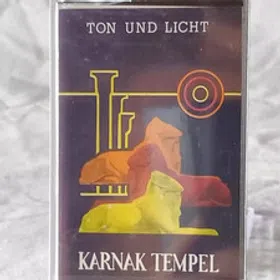 TON UND LICHT
KARNAK TEMPEL